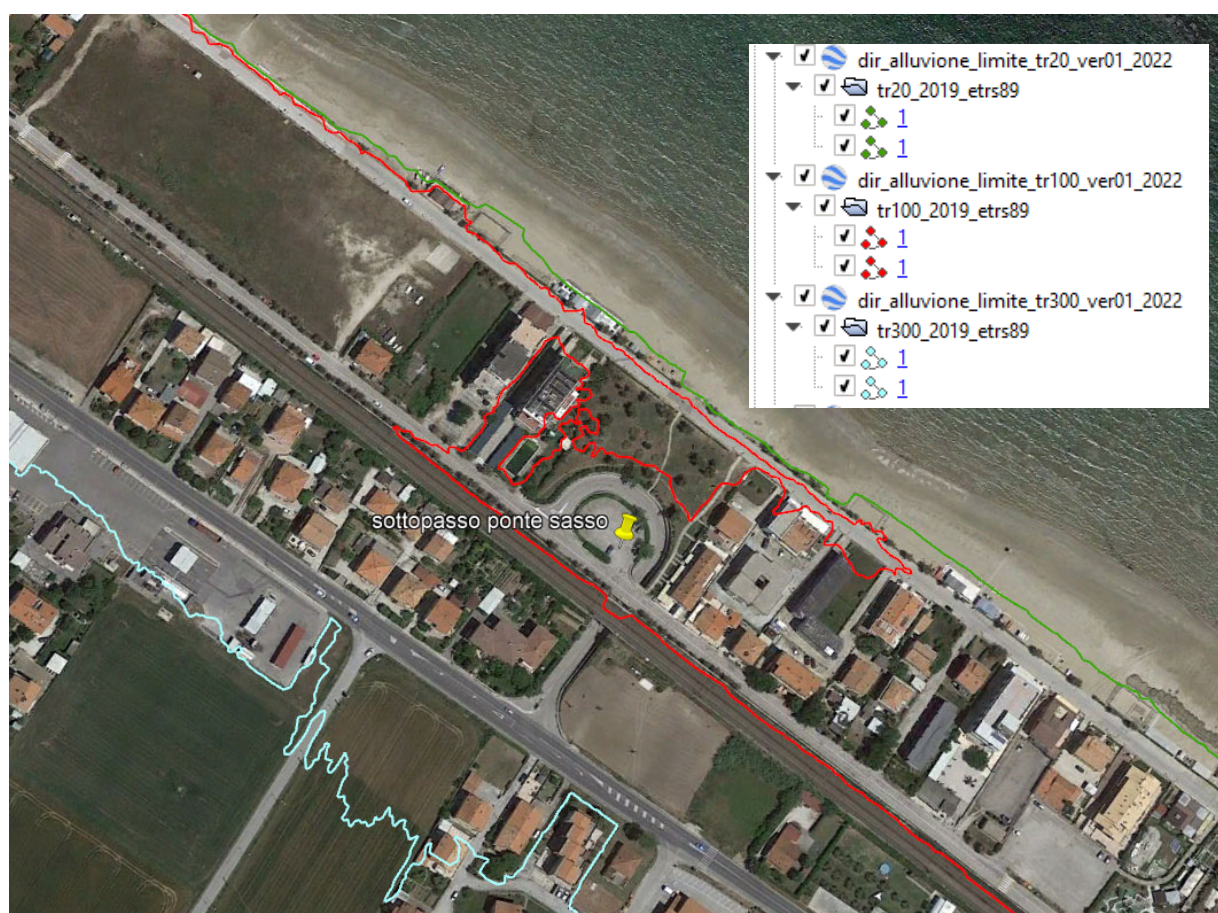 dir_alluvione_limite_tr20_ver01_2022
tr20_2019_etrs89
1
1
dir_alluvione_limite_tr100_ver01_2022
tr100_2019_etrs89
1
1
dir_alluvione_limite_tr300_ver01_2022
tr300_2019_etrs89
1
1
sottopasso ponte sasso